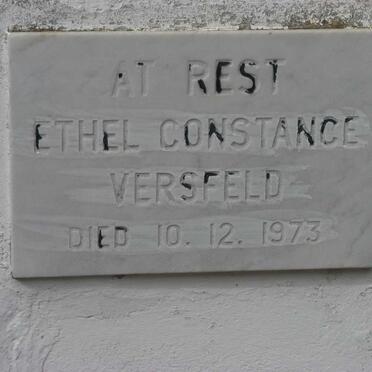 AT REST
ETHEL CONSTANCE
VERSFELD
DIED 10. 12. 1973